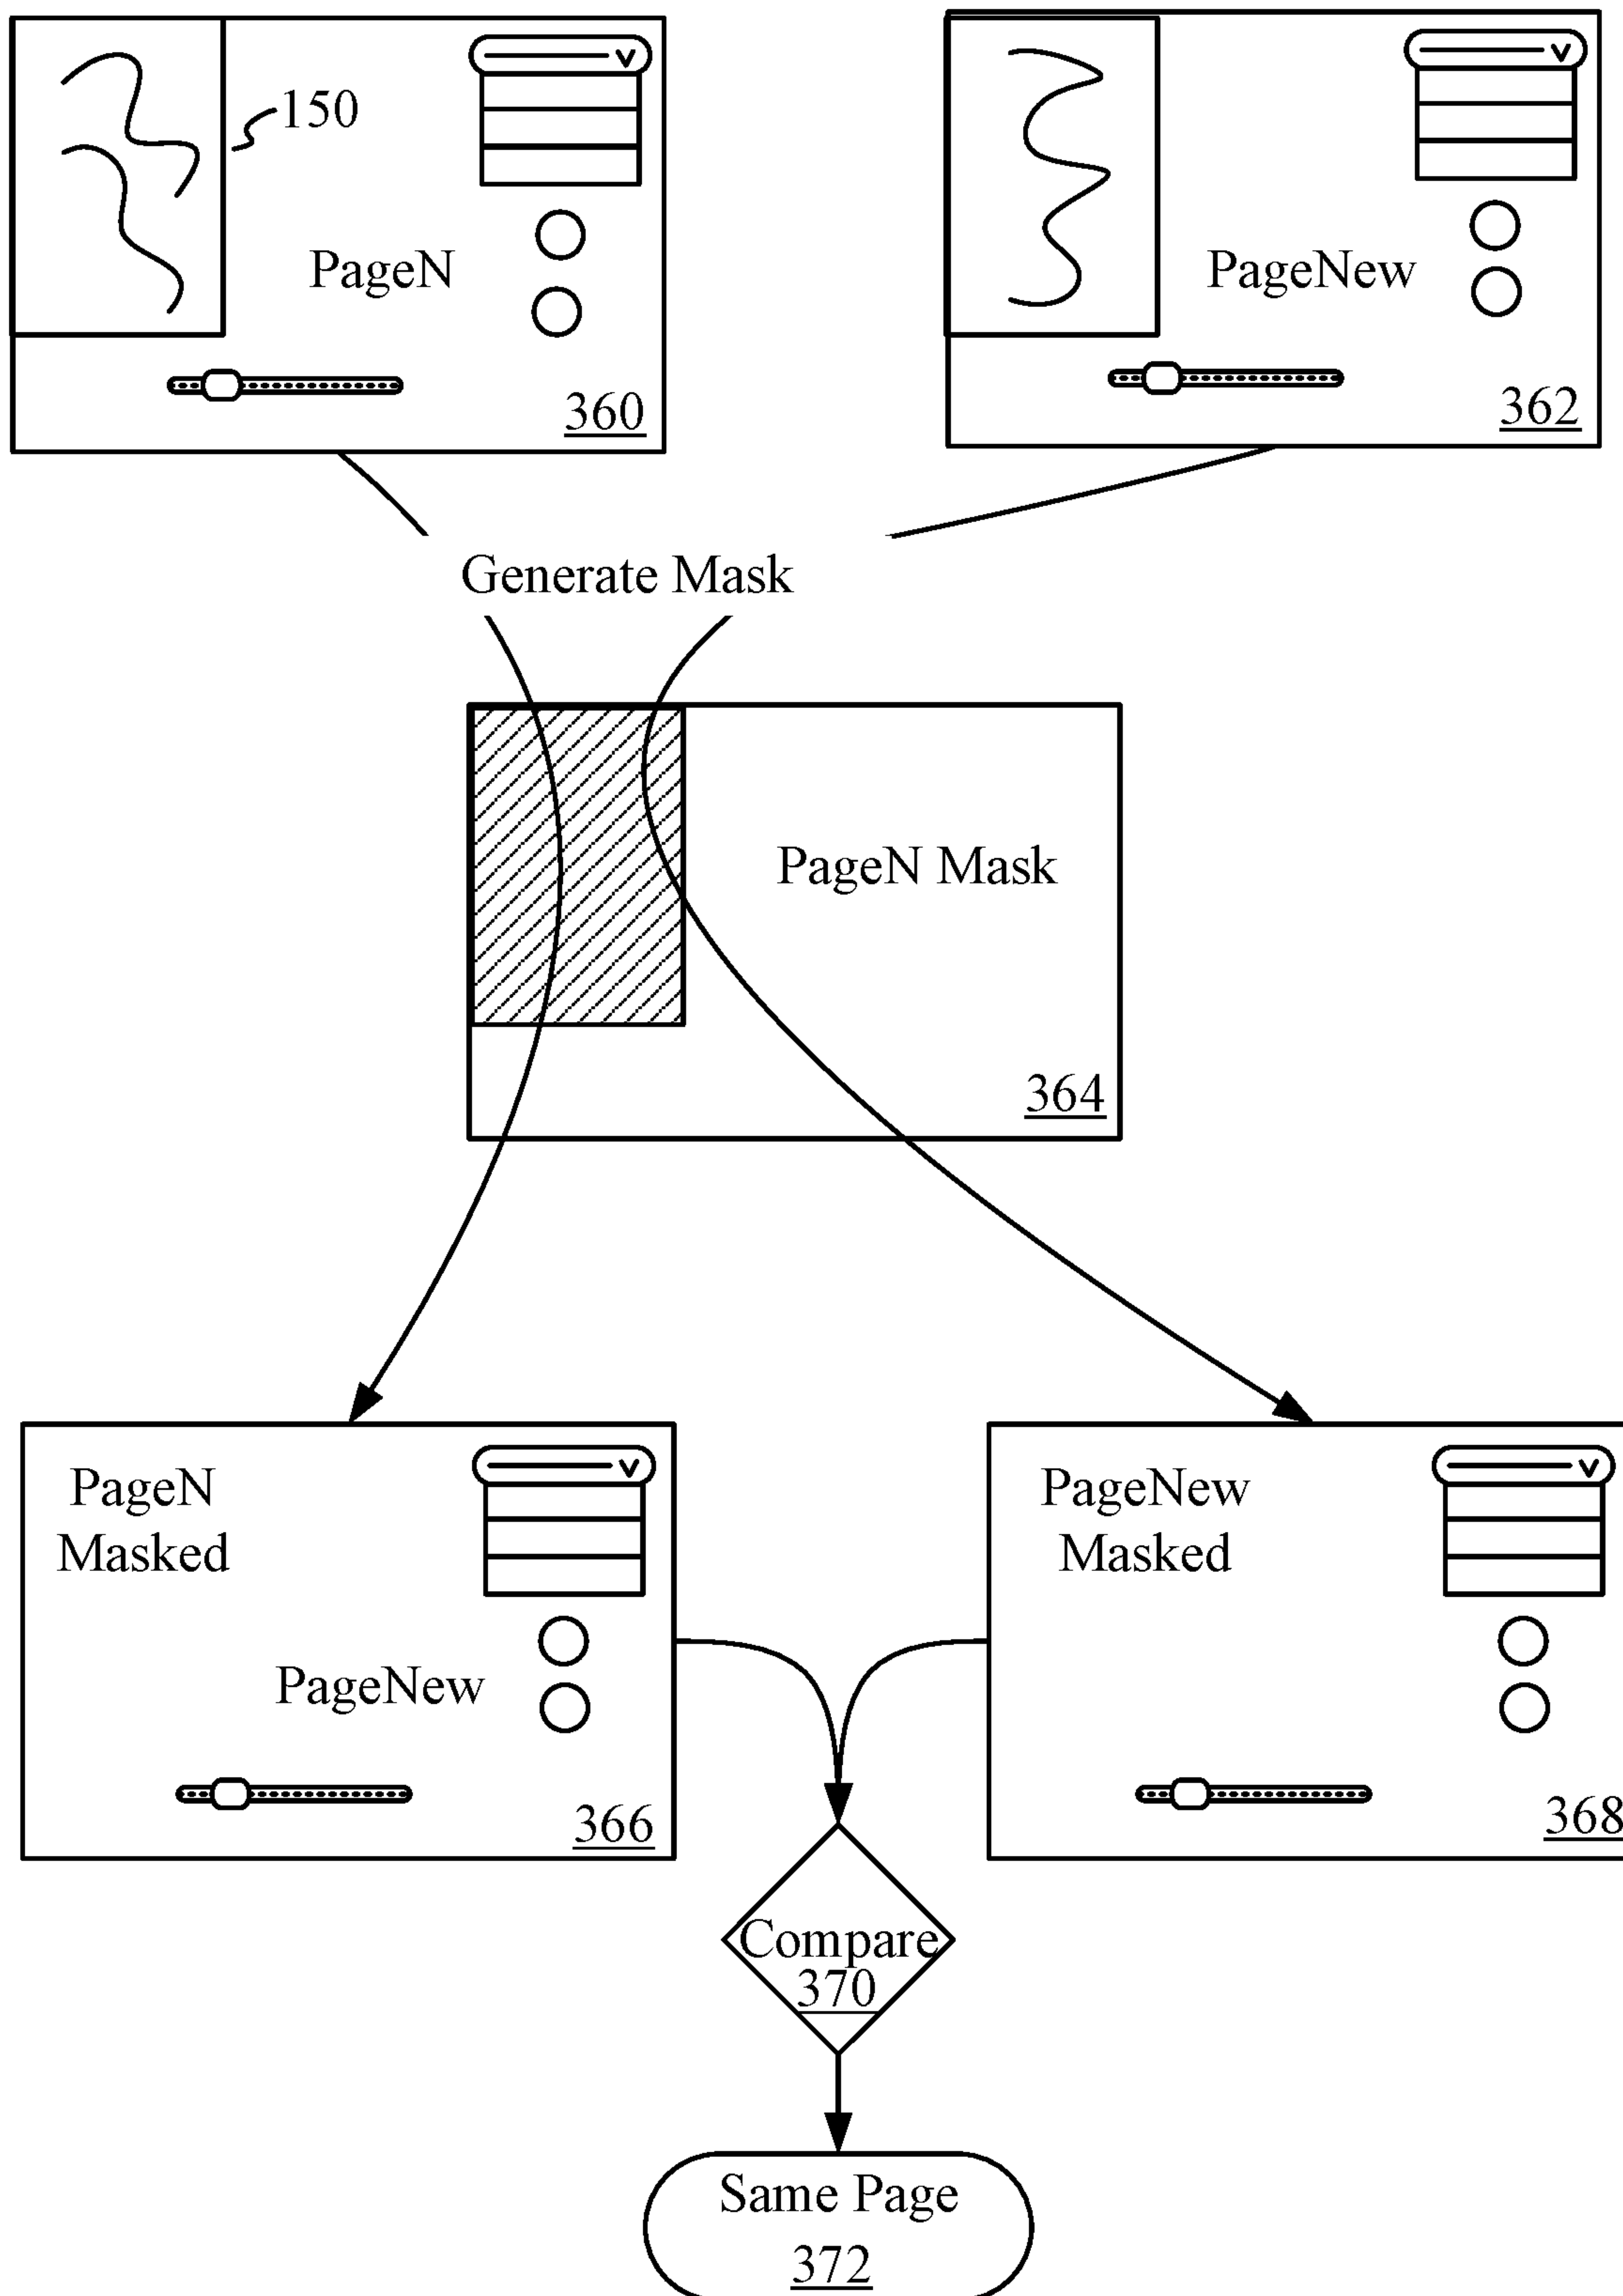 150
PageN
360
PageNew
362
Generate Mask
PageN Mask
364
PageN
Masked
PageNew
366
PageNew
Masked
368
Compare
370
Same Page
372